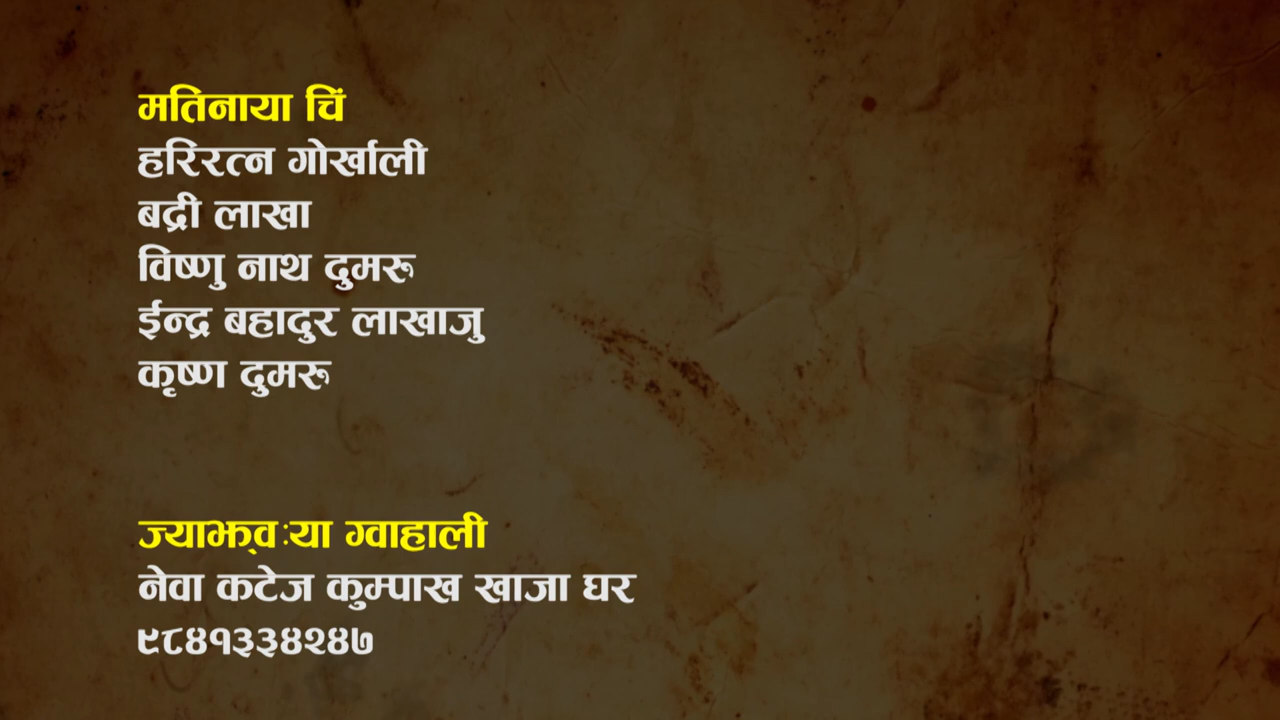 मतिनाया चिं
हरिरत्न गोर्खाली
बद्री लाखा
विष्णु नाथ दुमरु
ईन्द्र बहादुर लाखाजु
कृष्ण दुमरु
ज्याझ्वःया ग्वाहाली
नेवा कटेज कुम्पाख खाजा घर
९८४१३३४२४७